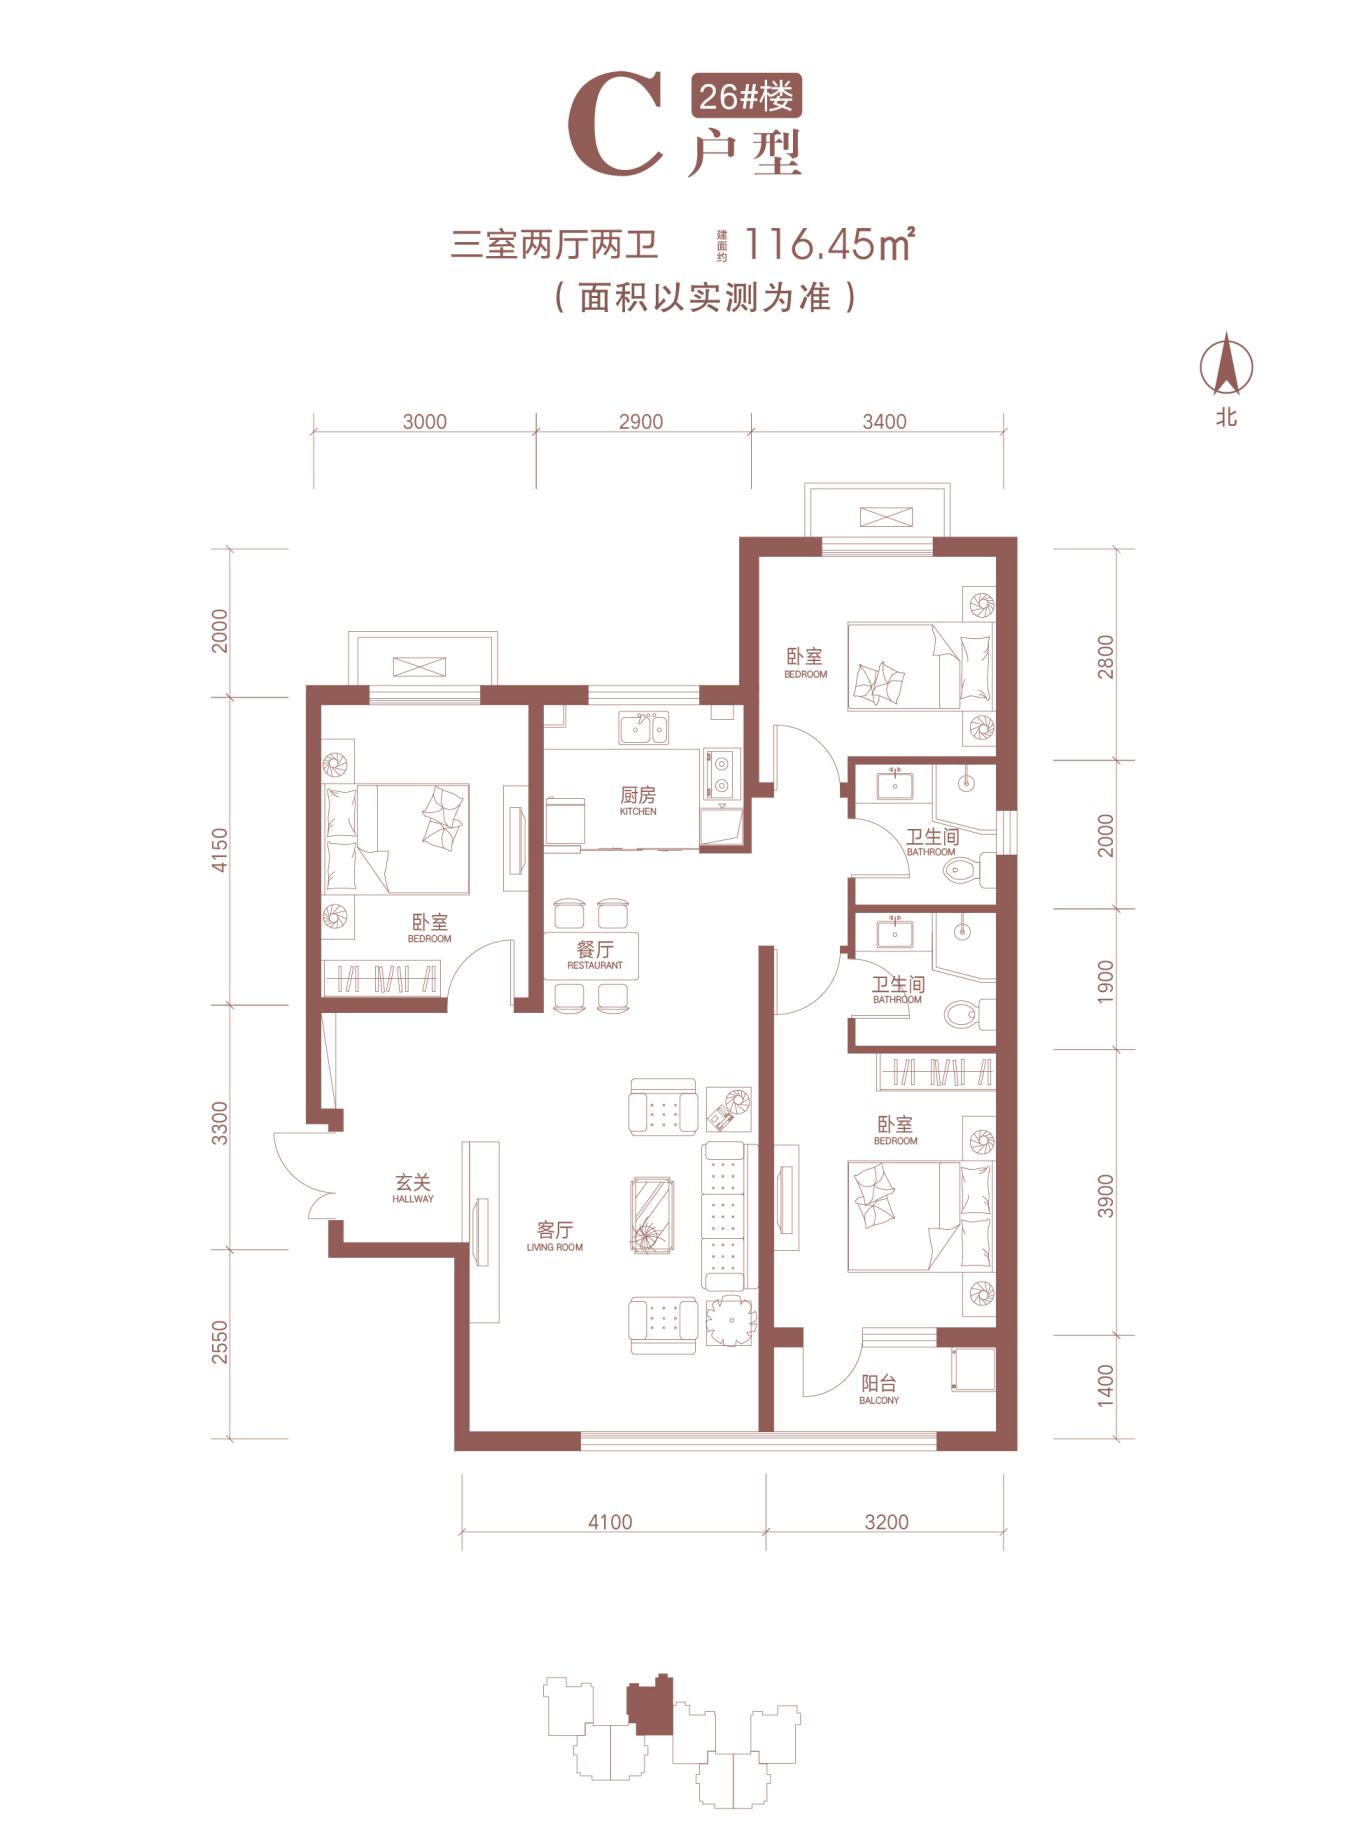 C
26#楼
户型
三室两厅两卫 建面约 116.45㎡
（面积以实测为准）
北
3000 2900 3400
2000
4150
3300
2550
2800
2000
1900
3900
1400
卧室
BEDROOM
厨房
KITCHEN
卫生间
BATHROOM
卧室
BEDROOM
餐厅
RESTAURANT
卫生间
BATHROOM
卧室
BEDROOM
玄关
HALLWAY
客厅
LIVING ROOM
阳台
BALCONY
4100 3200